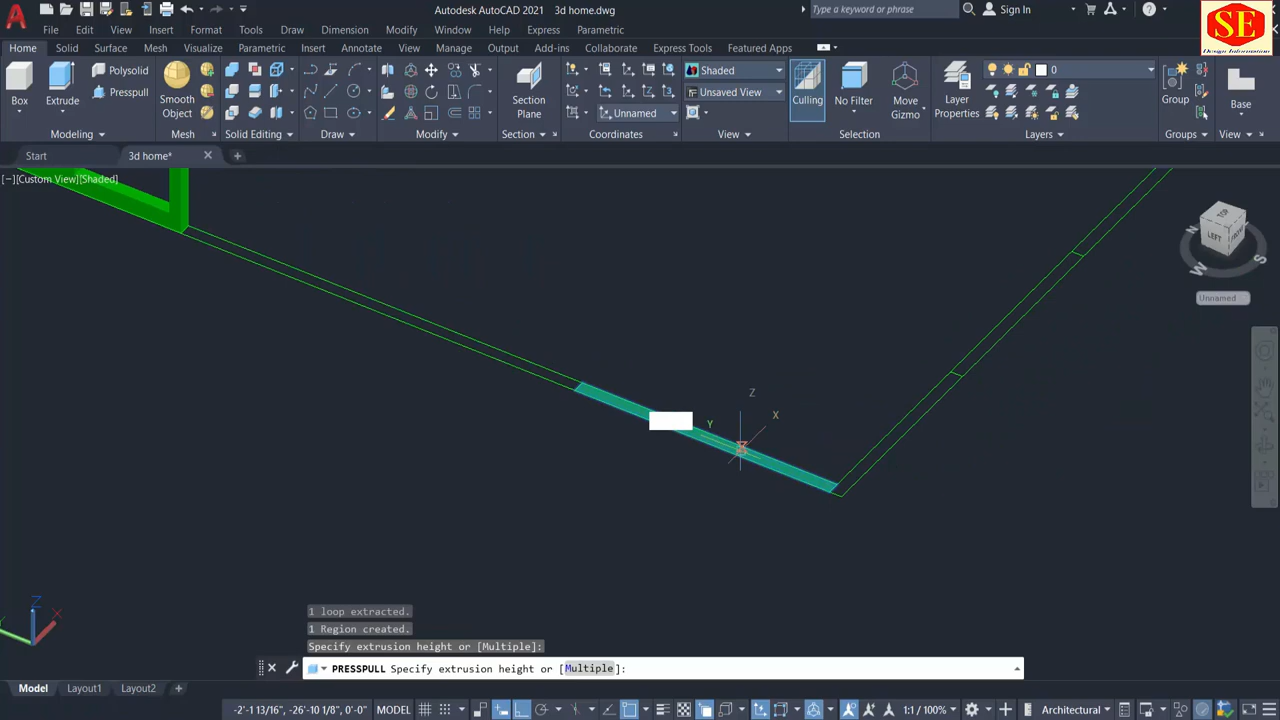 Autodesk AutoCAD 2021 3d home.dwg
Type a keyword or phrase
Sign In
SE
Design Information
File Edit View Insert Format Tools Draw Dimension Modify Window Help Express Parametric
Home Solid Surface Mesh Visualize Parametric Insert Annotate View Manage Output Add-ins Collaborate Express Tools Featured Apps
Box
Extrude
Polysolid
Presspull
Modeling
Smooth
Object
Mesh
Solid Editing
Draw
Modify
Section
Plane
Section
Unnamed
Coordinates
Shaded
Unsaved View
View
Culling
No Filter
Move
Gizmo
Selection
Layer
Properties
0
Layers
Group
Groups
Base
View
Start
3d home*
[−][Custom View][Shaded]
TOP
LEFT
FRONT
N
W
S
Unnamed
Z
X
Y
Z
X
1 loop extracted.
1 Region created.
Specify extrusion height or [Multiple]:
PRESSPULL Specify extrusion height or [Multiple]:
Model Layout1 Layout2
-2'-1 13/16", -26'-10 1/8", 0'-0" MODEL
1:1 / 100%
Architectural